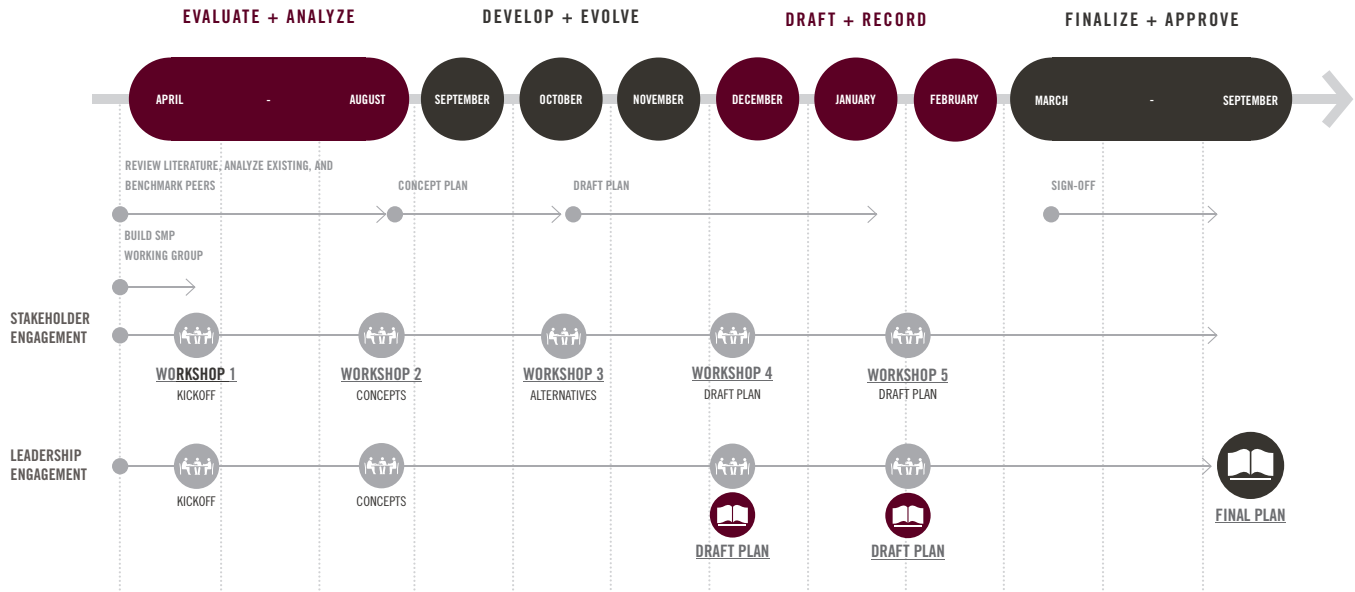 EVALUATE + ANALYZE
DEVELOP + EVOLVE
DRAFT + RECORD
FINALIZE + APPROVE
APRIL - AUGUST
SEPTEMBER
OCTOBER
NOVEMBER
DECEMBER
JANUARY
FEBRUARY
MARCH - SEPTEMBER
REVIEW LITERATURE, ANALYZE EXISTING, AND
BENCHMARK PEERS
CONCEPT PLAN
DRAFT PLAN
SIGN-OFF
BUILD SMP
WORKING GROUP
STAKEHOLDER
ENGAGEMENT
WORKSHOP 1
KICKOFF
WORKSHOP 2
CONCEPTS
WORKSHOP 3
ALTERNATIVES
WORKSHOP 4
DRAFT PLAN
WORKSHOP 5
DRAFT PLAN
LEADERSHIP
ENGAGEMENT
KICKOFF
CONCEPTS
DRAFT PLAN
DRAFT PLAN
FINAL PLAN